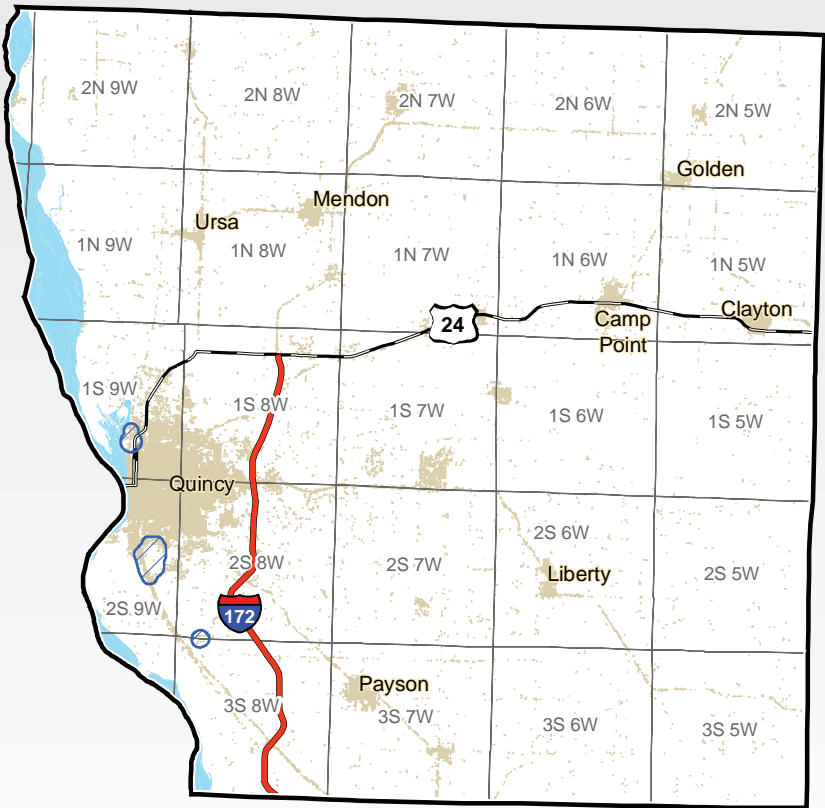 2N 9W
2N 8W
2N 7W
2N 6W
2N 5W
Golden
Mendon
Ursa
1N 9W
1N 8W
1N 7W
1N 6W
1N 5W
24
Camp
Point
Clayton
1S 9W
1S 8W
1S 7W
1S 6W
1S 5W
Quincy
2S 6W
2S 8W
2S 7W
Liberty
2S 5W
2S 9W
172
Payson
3S 8W
3S 7W
3S 6W
3S 5W